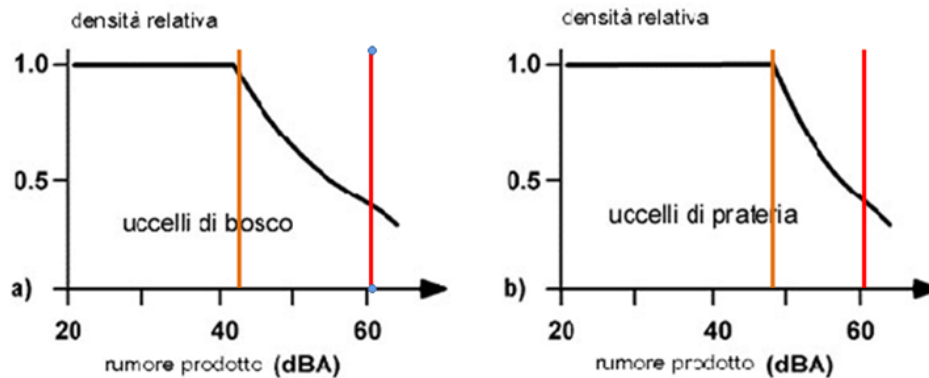 densità relativa
1.0
0.5
uccelli di bosco
a)
20 40 60
rumore prodotto (dBA)
densità relativa
1.0
0.5
uccelli di prateria
b)
20 40 60
rumore prodotto (dBA)